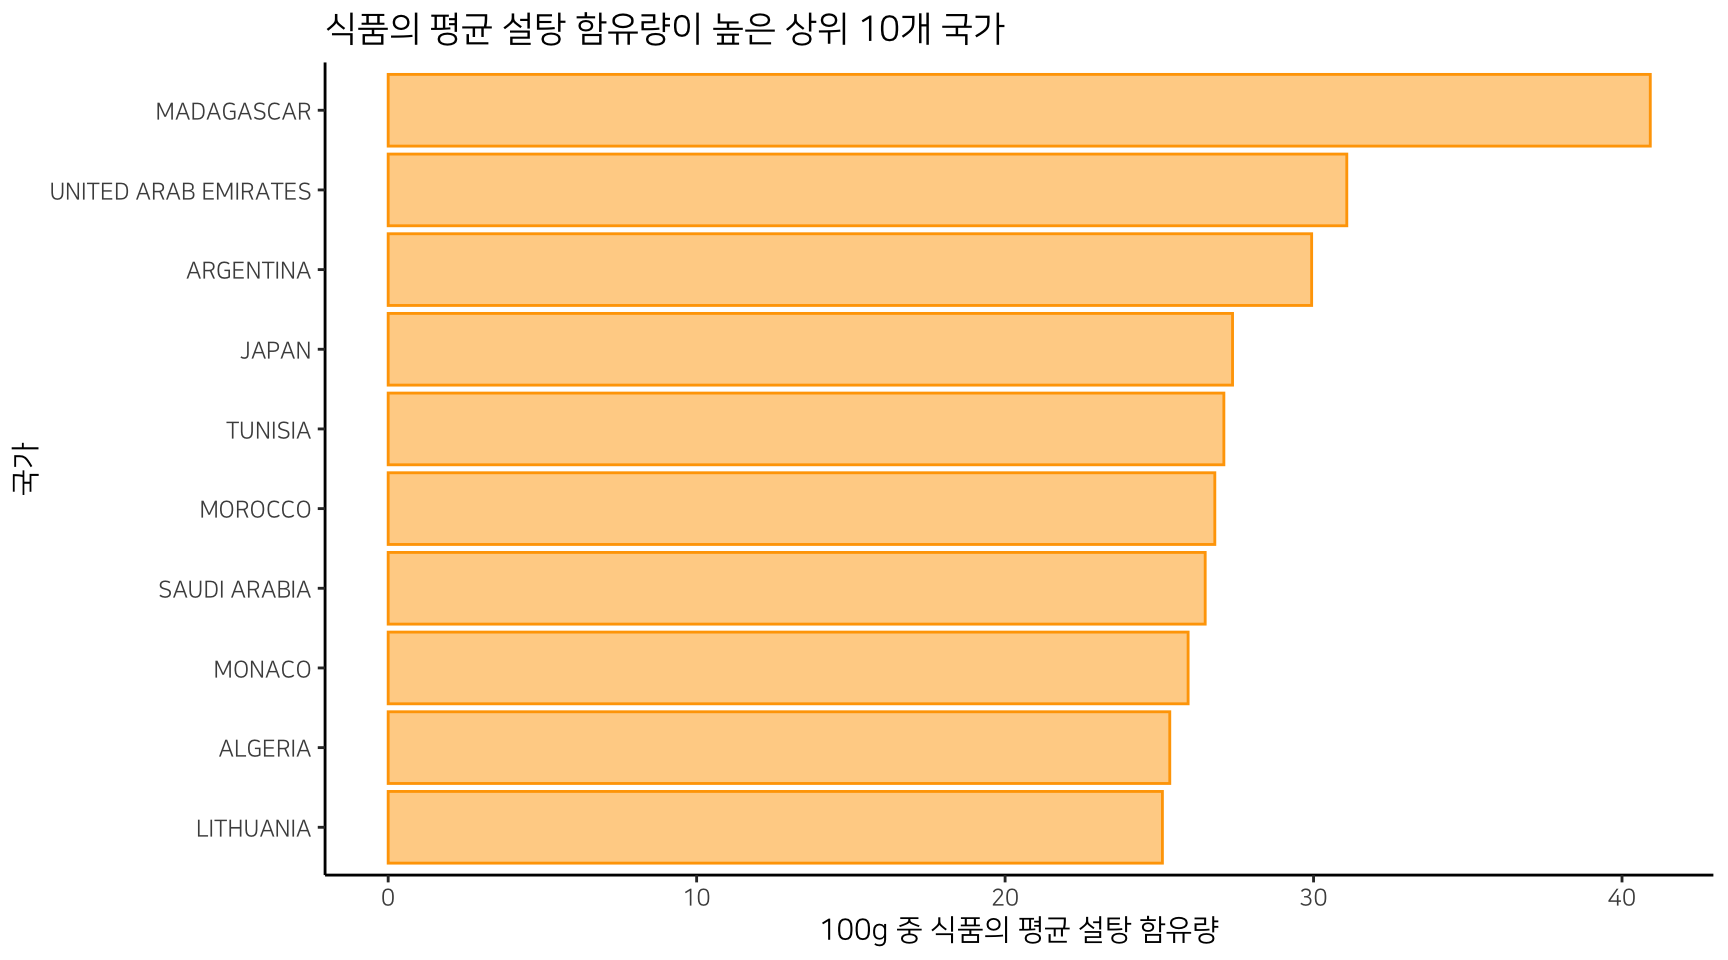 식품의 평균 설탕 함유량이 높은 상위 10개 국가
MADAGASCAR
UNITED ARAB EMIRATES
ARGENTINA
JAPAN
TUNISIA
MOROCCO
SAUDI ARABIA
MONACO
ALGERIA
LITHUANIA
국가
0 10 20 30 40
100g 중 식품의 평균 설탕 함유량